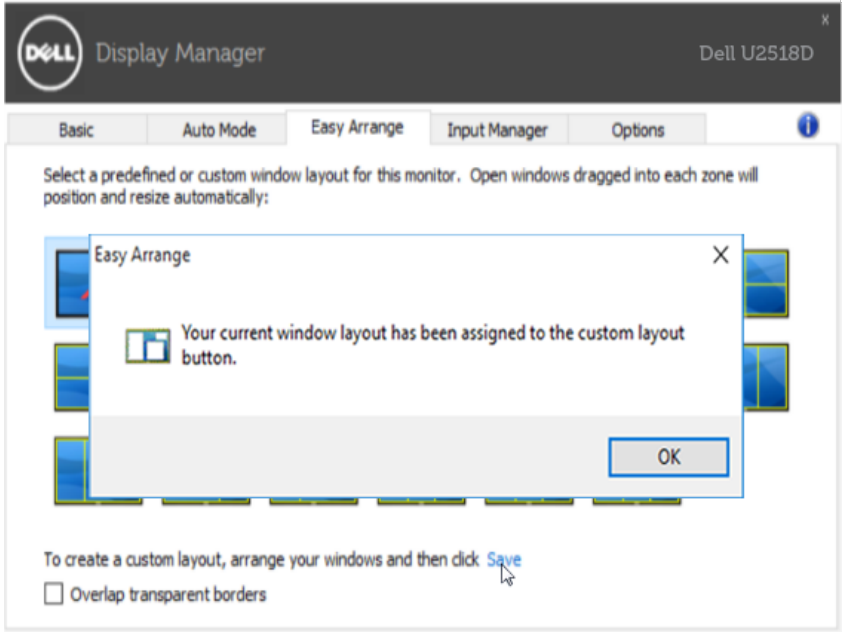 X
DELL
Display Manager
Dell U2518D
Basic
Auto Mode
Easy Arrange
Input Manager
Options
i
Select a predefined or custom window layout for this monitor. Open windows dragged into each zone will
position and resize automatically:
Easy Arrange
Your current window layout has been assigned to the custom layout
button.
OK
To create a custom layout, arrange your windows and then click Save
Overlap transparent borders